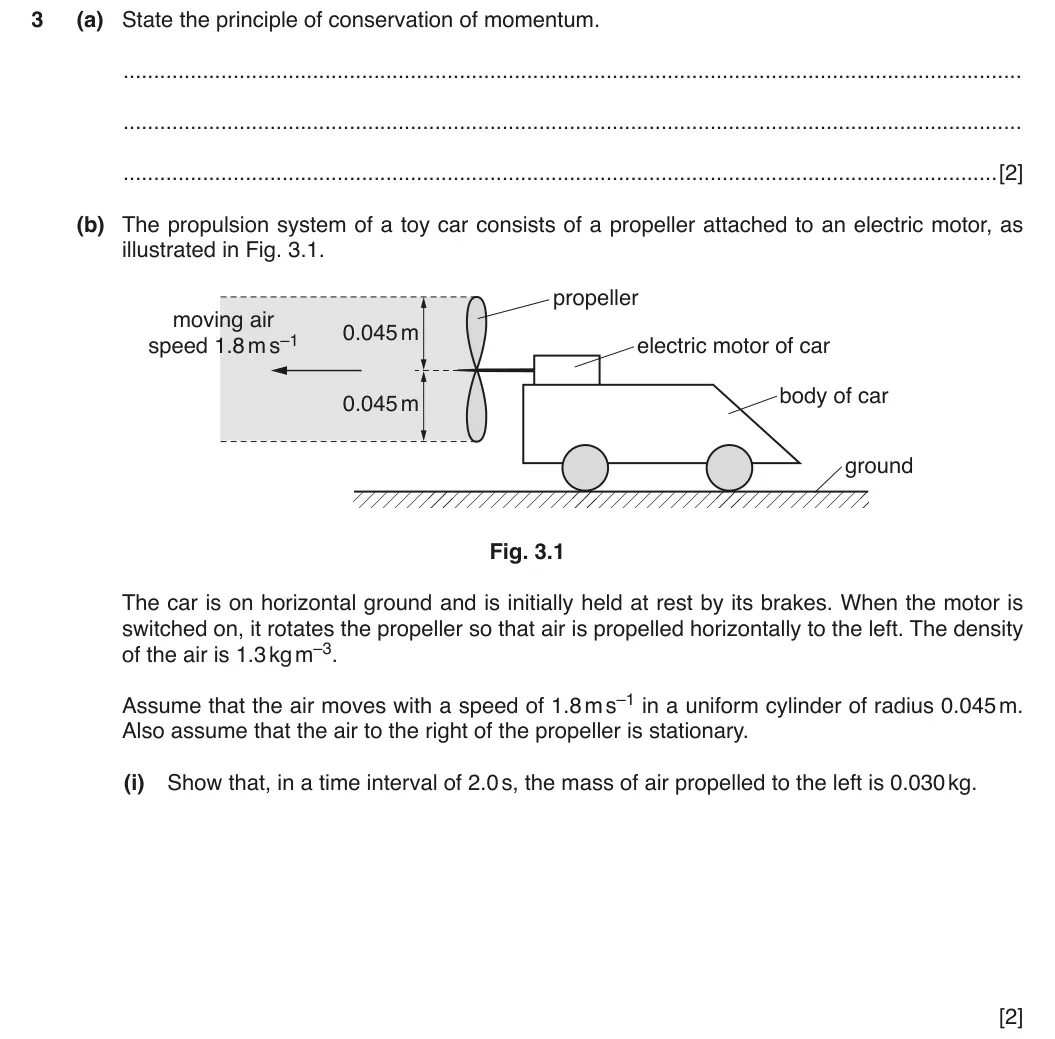 3 (a) State the principle of conservation of momentum.
..........................................................................................................................................................
..........................................................................................................................................................
.....................................................................................................................................................[2]
(b) The propulsion system of a toy car consists of a propeller attached to an electric motor, as
illustrated in Fig. 3.1.
propeller
moving air
speed 1.8 m s⁻¹
0.045 m
electric motor of car
body of car
0.045 m
ground
Fig. 3.1
The car is on horizontal ground and is initially held at rest by its brakes. When the motor is
switched on, it rotates the propeller so that air is propelled horizontally to the left. The density
of the air is 1.3 kg m⁻³.
Assume that the air moves with a speed of 1.8 m s⁻¹ in a uniform cylinder of radius 0.045 m.
Also assume that the air to the right of the propeller is stationary.
(i) Show that, in a time interval of 2.0 s, the mass of air propelled to the left is 0.030 kg.
[2]